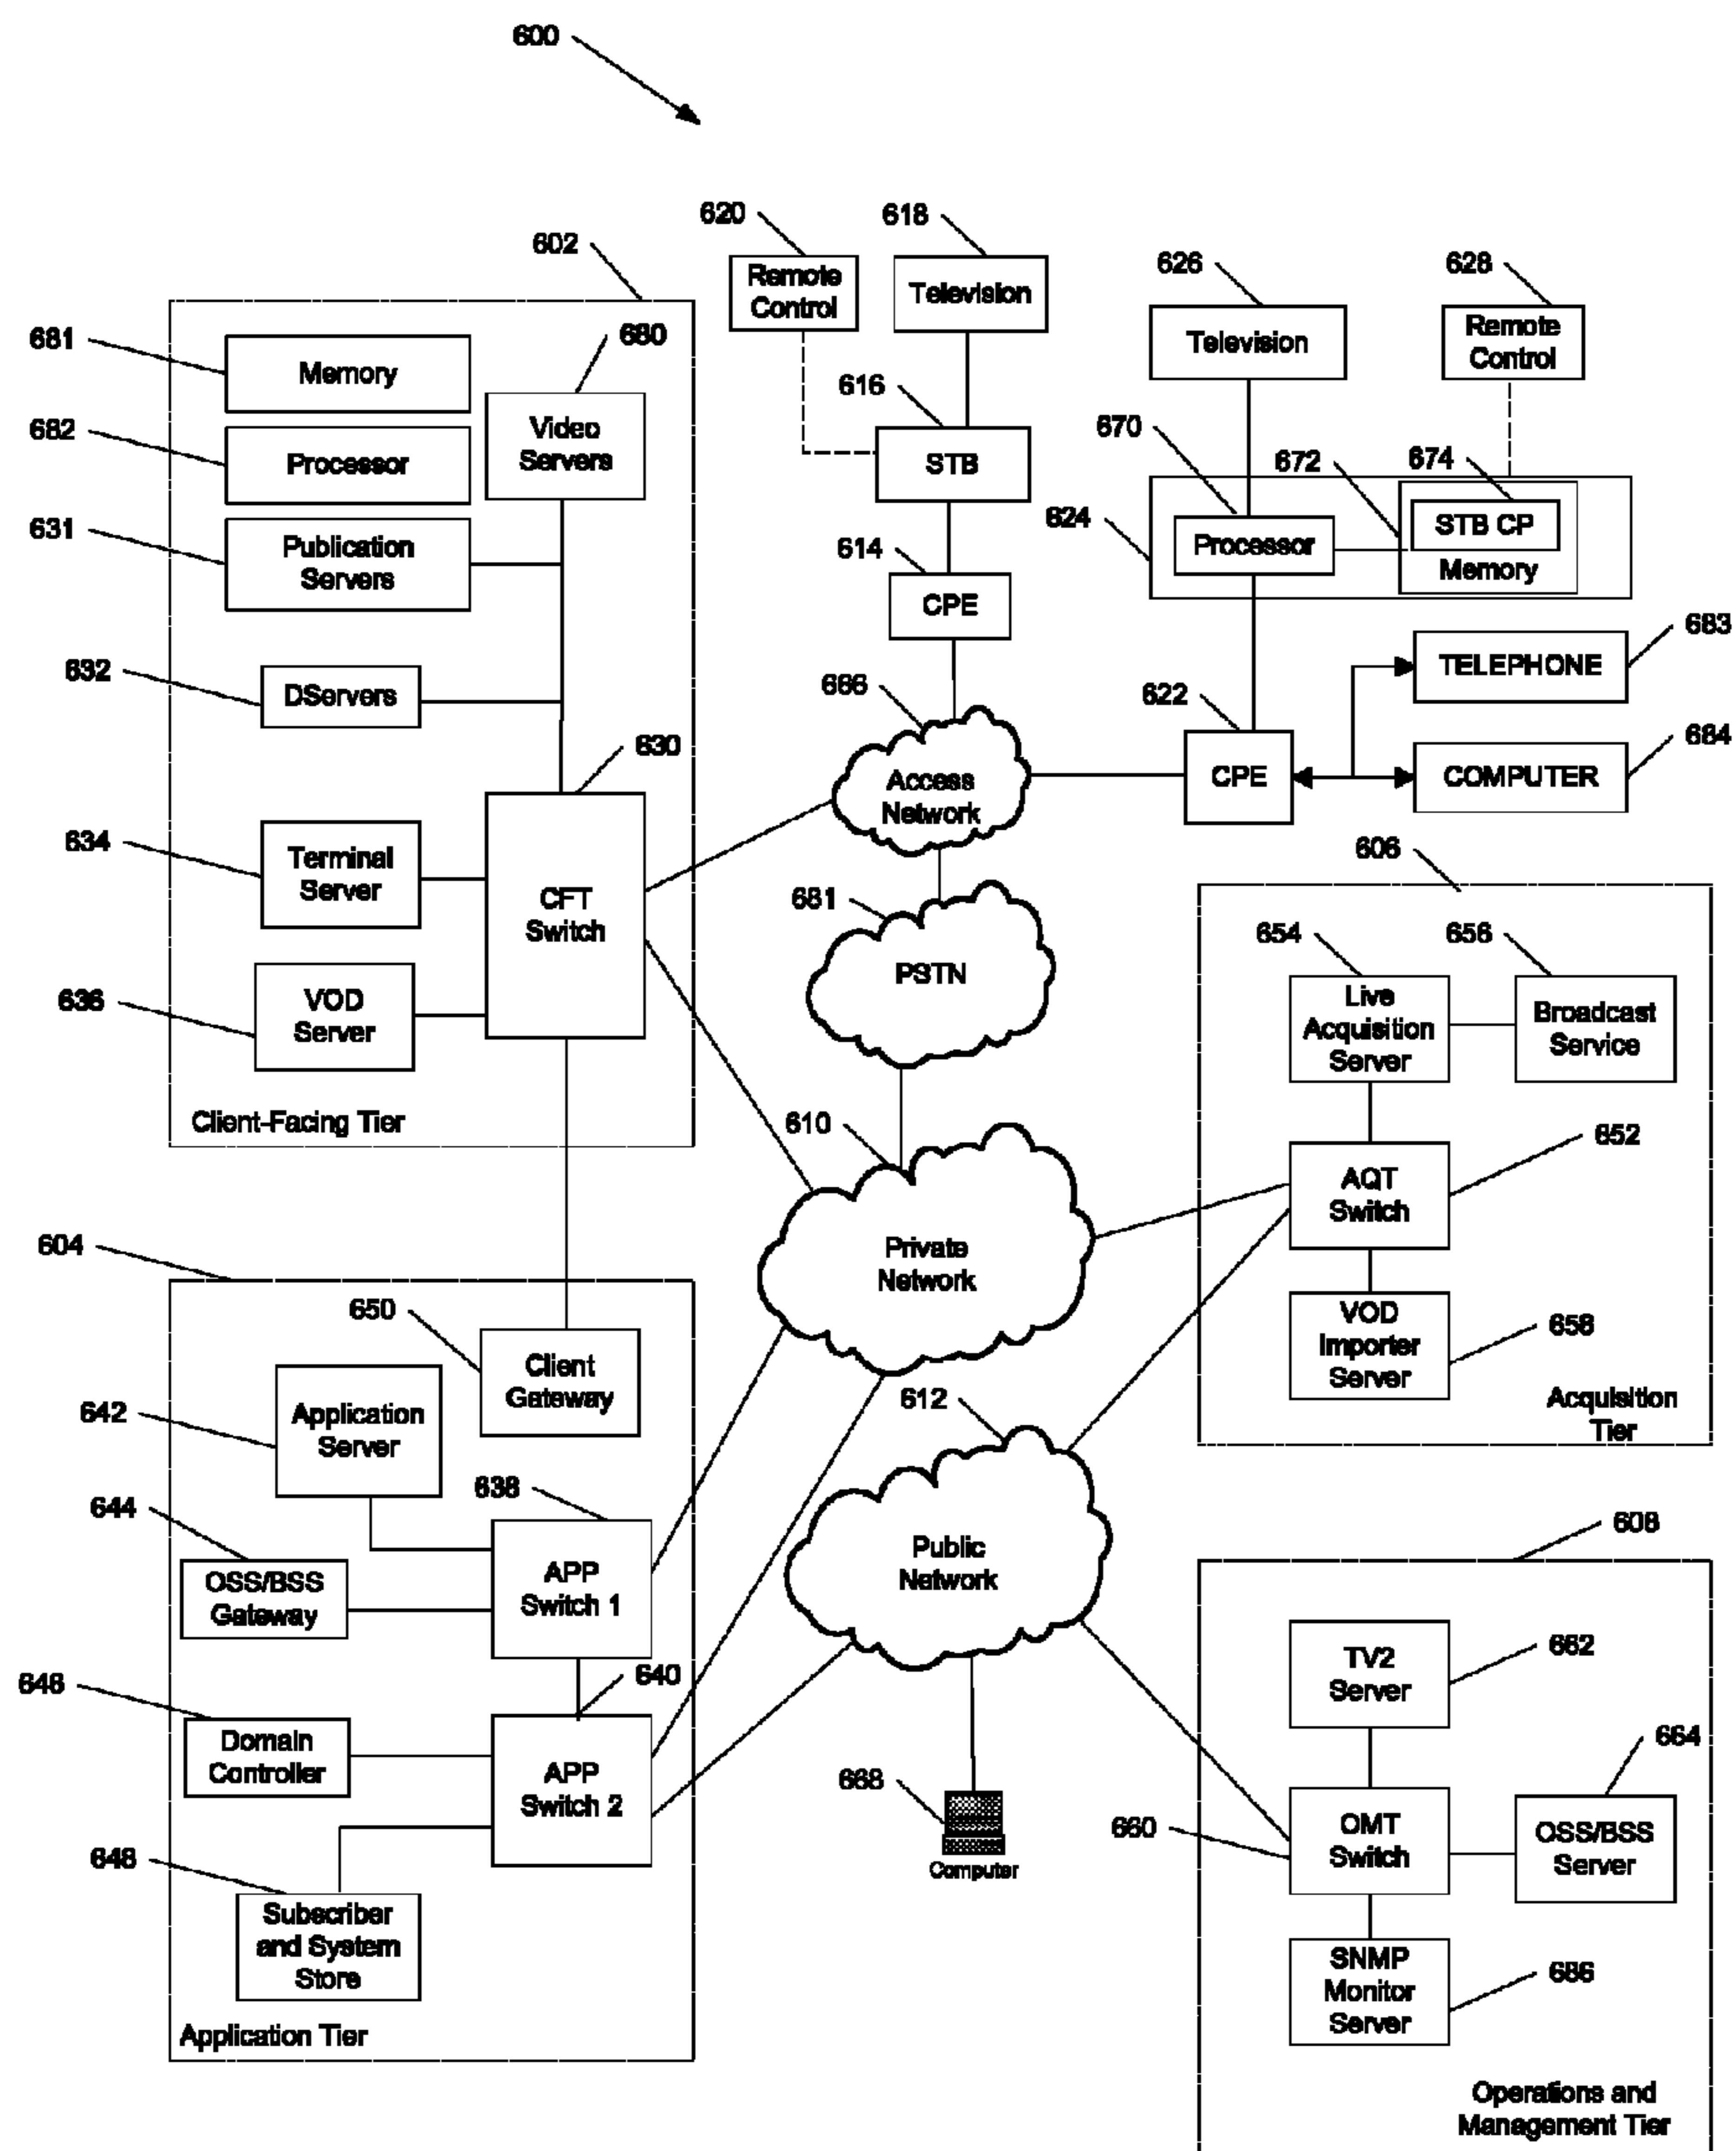 600
602
681
Memory
680
682
Processor
Video
Servers
631
Publication
Servers
632
DServers
630
634
Terminal
Server
CFT
Switch
636
VOD
Server
Client-Facing Tier
620
Remote
Control
618
Television
616
STB
614
CPE
666
Access
Network
681
PSTN
610
Private
Network
612
Public
Network
668
Computer
626
Television
628
Remote
Control
670
672
674
624
Processor
STB CP
Memory
622
CPE
683
TELEPHONE
684
COMPUTER
606
654
656
Live
Acquisition
Server
Broadcast
Service
652
AQT
Switch
VOD
Importer
Server
658
Acquisition
Tier
604
650
Client
Gateway
642
Application
Server
638
644
OSS/BSS
Gateway
APP
Switch 1
640
646
Domain
Controller
APP
Switch 2
648
Subscriber
and System
Store
Application Tier
608
TV2
Server
662
664
660
OMT
Switch
OSS/BSS
Server
SNMP
Monitor
Server
686
Operations and
Management Tier